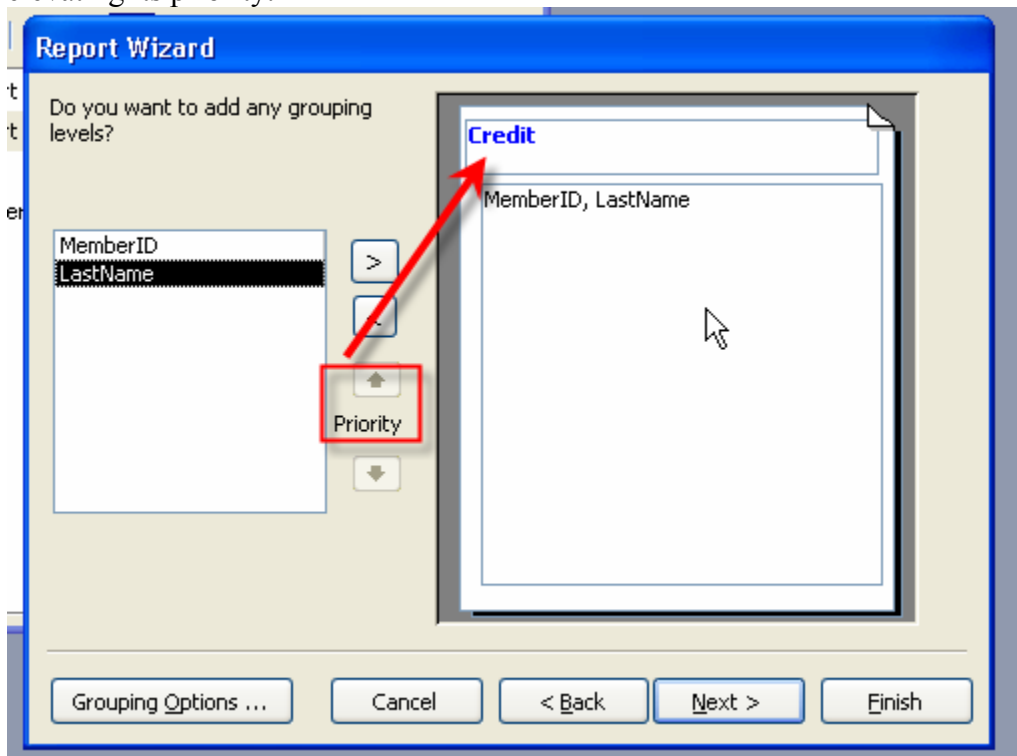 Report Wizard
Do you want to add any grouping
levels?
MemberID
LastName
>
<
Priority
Credit
MemberID, LastName
Grouping Options ...
Cancel
< Back
Next >
Finish